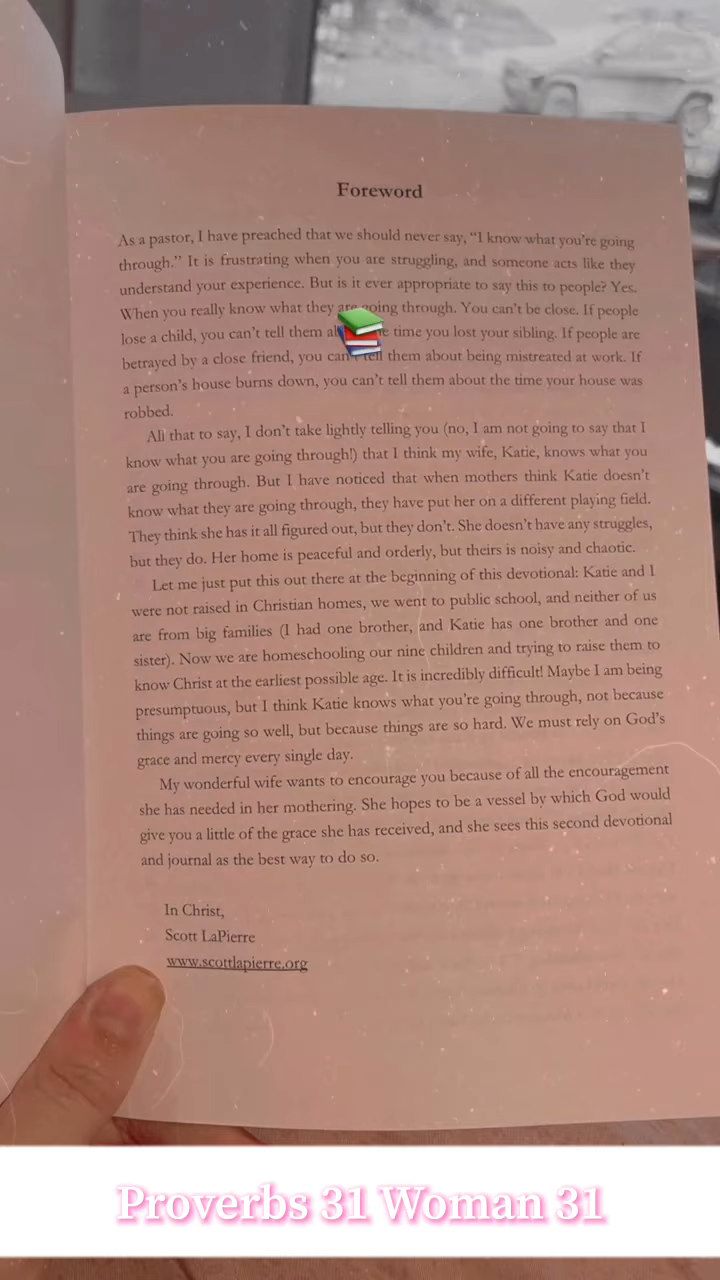 Foreword
As a pastor, I have preached that we should never say, “I know what you’re going
through.” It is frustrating when you are struggling, and someone acts like they
understand your experience. But is it ever appropriate to say this to people? Yes.
When you really know what they are going through. You can’t be close. If people
lose a child, you can’t tell them time you lost your sibling. If people are
betrayed by a close friend, you can’t tell them about being mistreated at work. If
a person’s house burns down, you can’t tell them about the time your house was
robbed.
All that to say, I don’t take lightly telling you (no, I am not going to say that I
know what you are going through!) that I think my wife, Katie, knows what you
are going through. But I have noticed that when mothers think Katie doesn’t
know what they are going through, they have put her on a different playing field.
They think she has it all figured out, but they don’t. She doesn’t have any struggles,
but they do. Her home is peaceful and orderly, but theirs is noisy and chaotic.
Let me just put this out there at the beginning of this devotional: Katie and I
were not raised in Christian homes, we went to public school, and neither of us
are from big families (I had one brother, and Katie has one brother and one
sister). Now we are homeschooling our nine children and trying to raise them to
know Christ at the earliest possible age. It is incredibly difficult! Maybe I am being
presumptuous, but I think Katie knows what you’re going through, not because
things are going so well, but because things are so hard. We must rely on God’s
grace and mercy every single day.
My wonderful wife wants to encourage you because of all the encouragement
she has needed in her mothering. She hopes to be a vessel by which God would
give you a little of the grace she has received, and she sees this second devotional
and journal as the best way to do so.
In Christ,
Scott LaPierre
www.scottlapierre.org
Proverbs 31 Woman 31